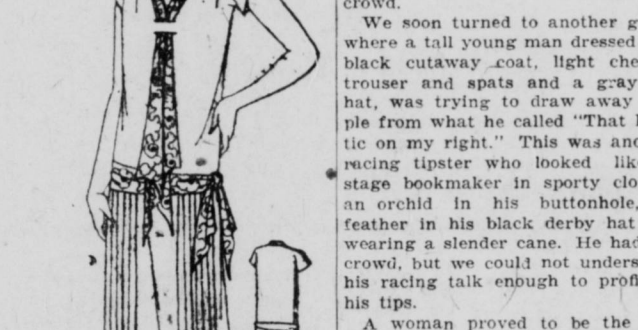 crowd.
We soon turned to another g
where a tall young man dressed
black cutaway coat, light che
trouser and spats and a gray
hat, was trying to draw away
ple from what he called "That l
tic on my right." This was ano
racing tipster who looked lik
stage bookmaker in sporty clo
an orchid in his buttonhole,
feather in his black derby hat
wearing a slender cane. He had
crowd, but we could not unders
his racing talk enough to profi
his tips.
A woman proved to be the